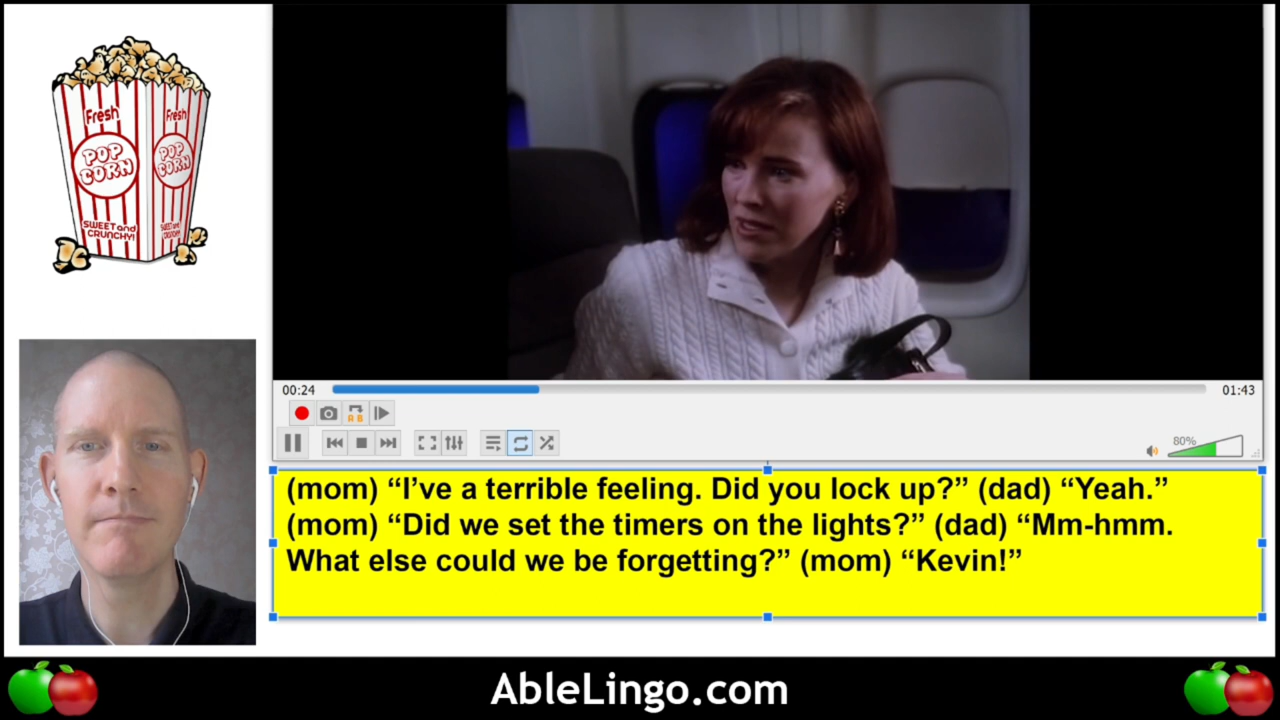 Fresh
Fresh
POP
CORN
POP
CORN
SWEET and
CRUNCHY!
00:24
01:43
A B
80%
(mom) “I’ve a terrible feeling. Did you lock up?” (dad) “Yeah.”
(mom) “Did we set the timers on the lights?” (dad) “Mm-hmm.
What else could we be forgetting?” (mom) “Kevin!”
AbleLingo.com